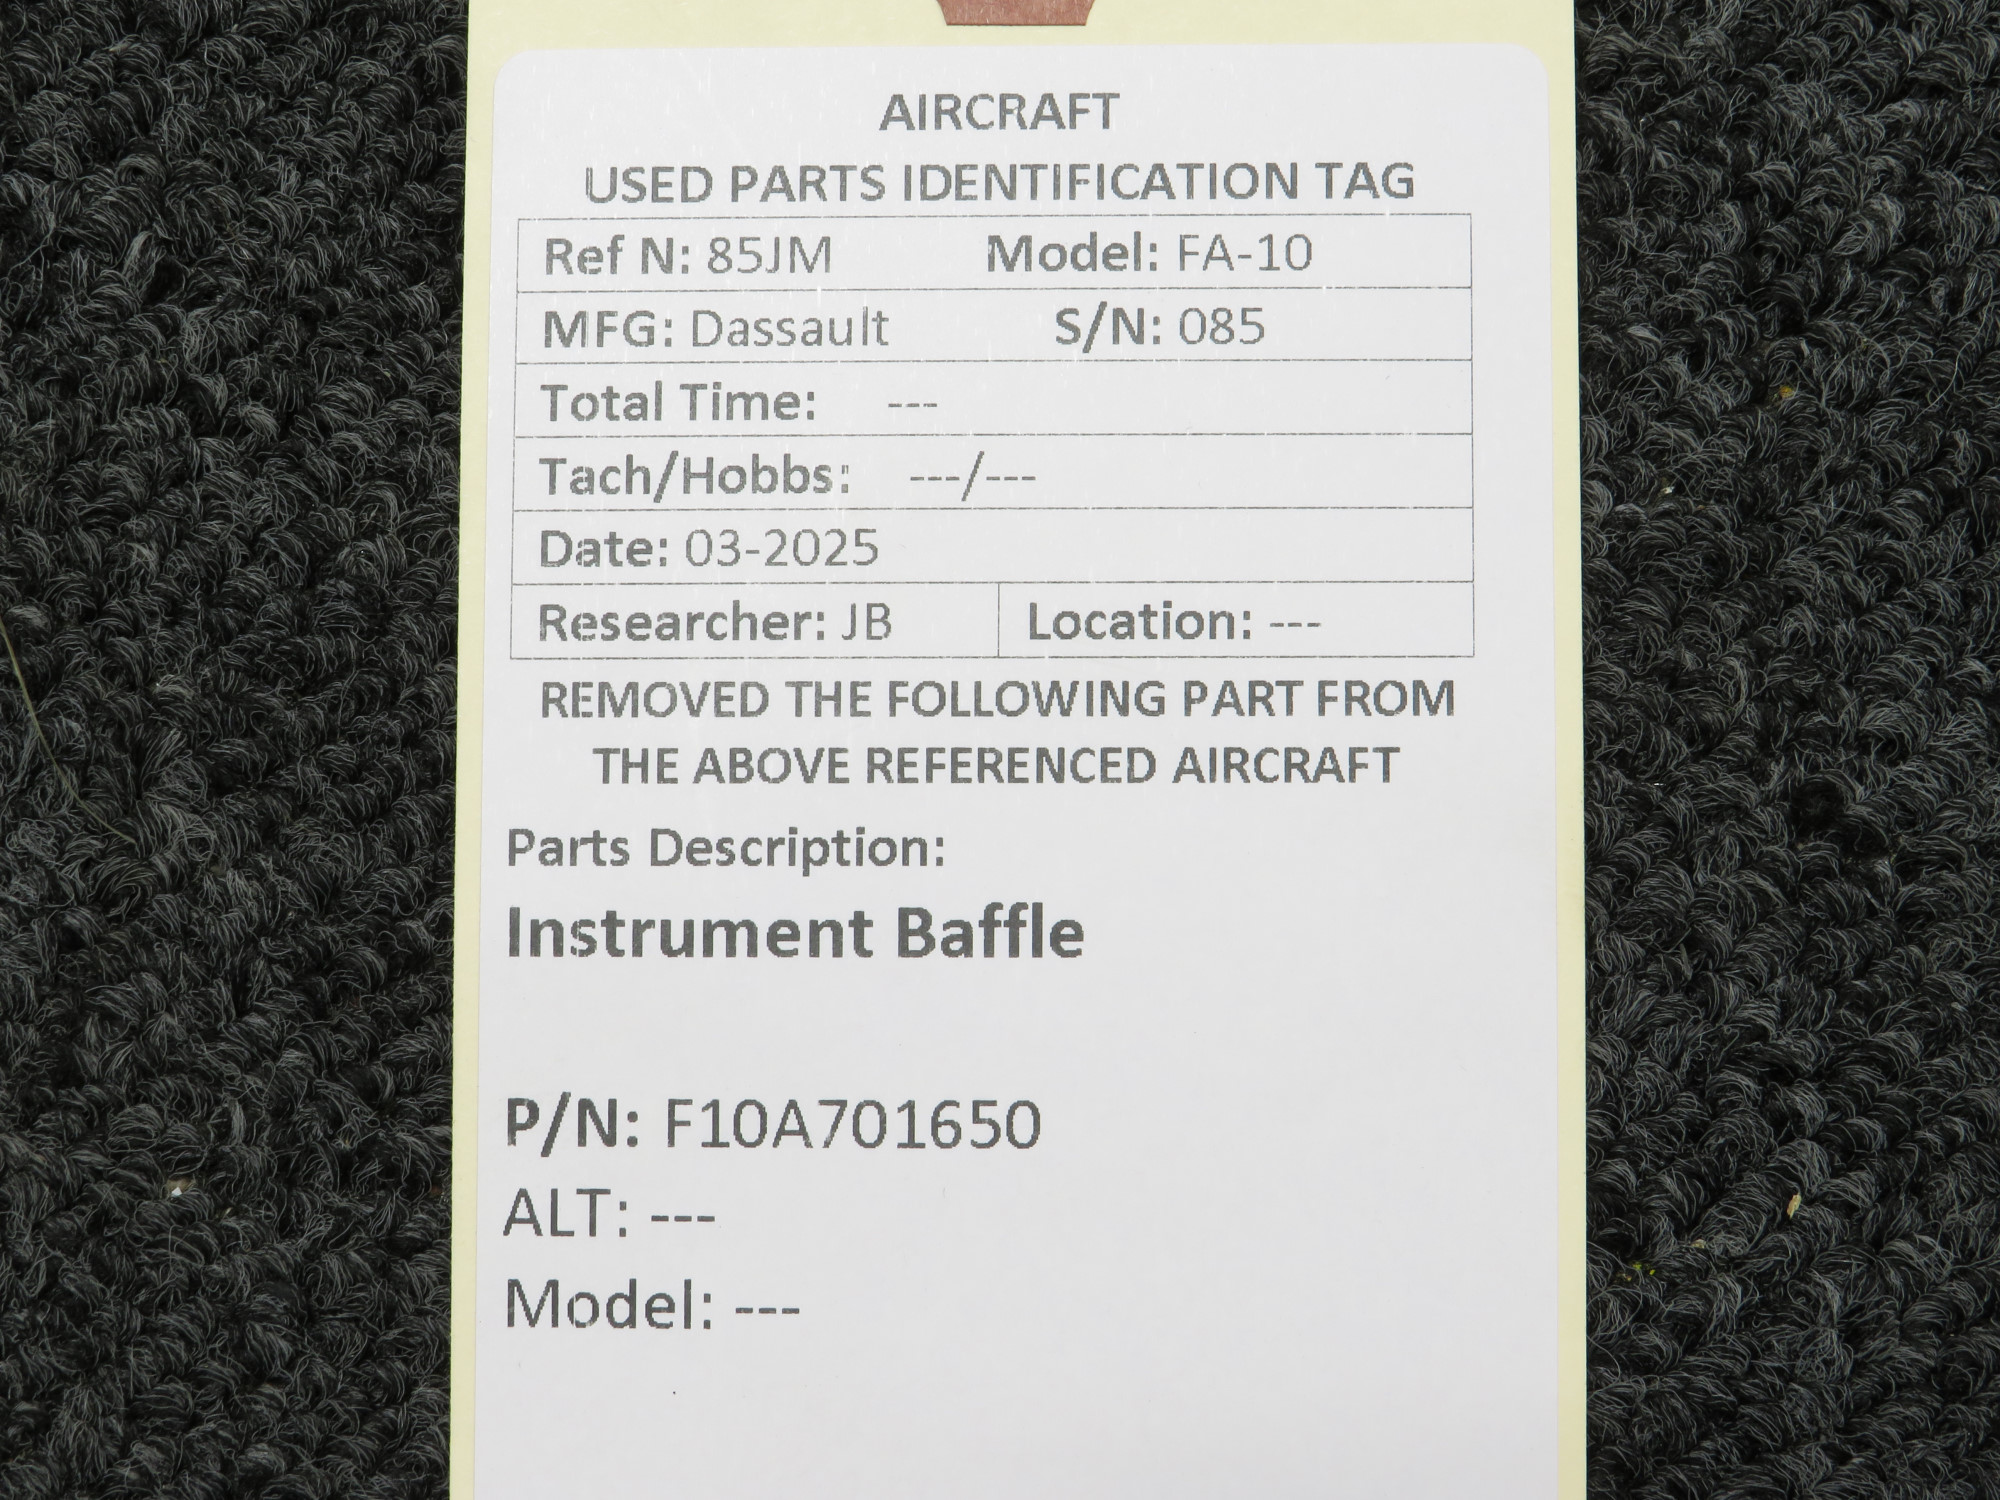 AIRCRAFT
USED PARTS IDENTIFICATION TAG
Ref N: 85JM Model: FA-10
MFG: Dassault S/N: 085
Total Time: ---
Tach/Hobbs: ---/---
Date: 03-2025
Researcher: JB Location: ---
REMOVED THE FOLLOWING PART FROM
THE ABOVE REFERENCED AIRCRAFT
Parts Description:
Instrument Baffle
P/N: F10A701650
ALT: ---
Model: ---